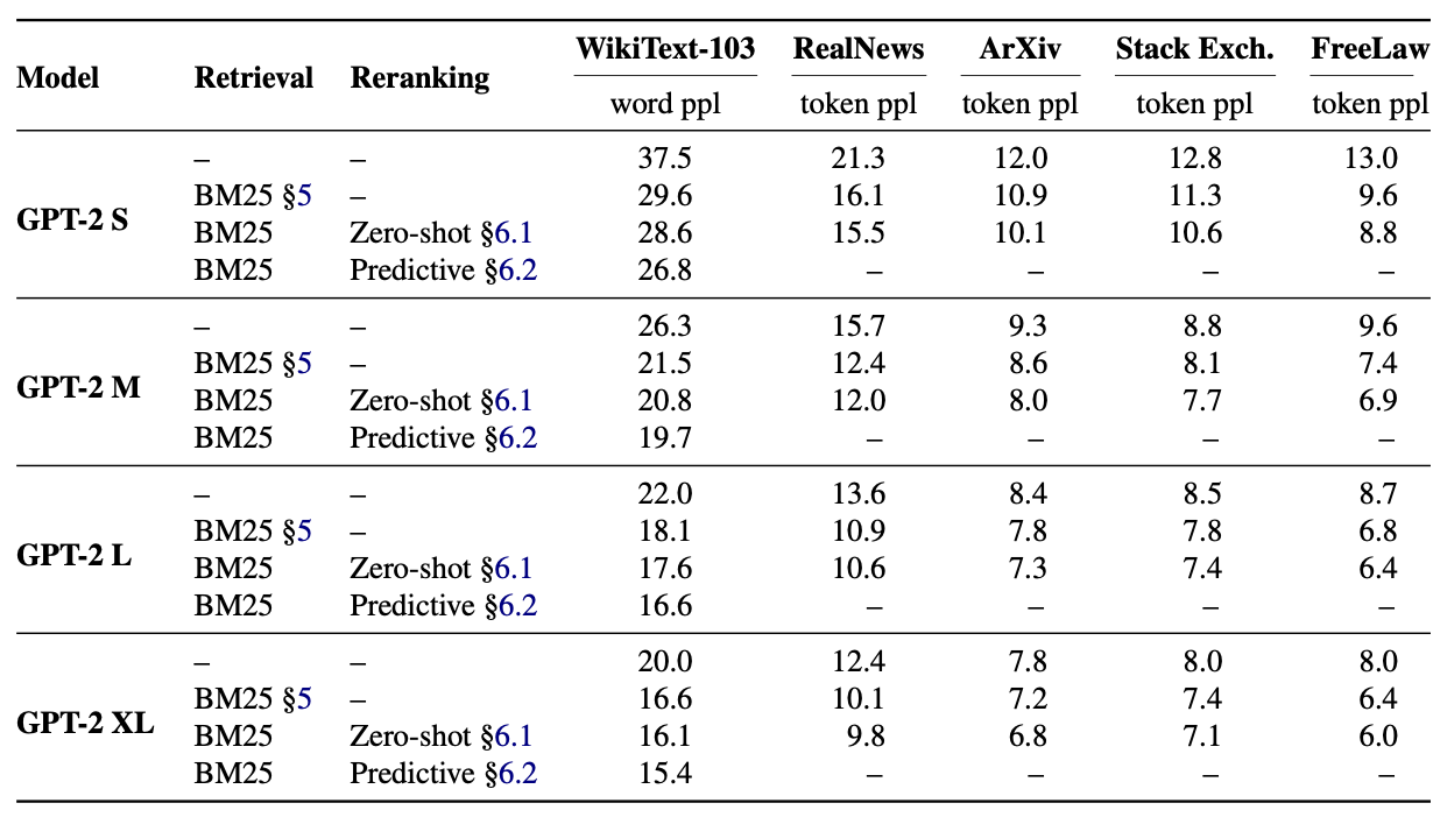 Model Retrieval Reranking WikiText-103 RealNews ArXiv Stack Exch. FreeLaw
word ppl token ppl token ppl token ppl token ppl
GPT-2 S
– – 37.5 21.3 12.0 12.8 13.0
BM25 §5 – 29.6 16.1 10.9 11.3 9.6
BM25 Zero-shot §6.1 28.6 15.5 10.1 10.6 8.8
BM25 Predictive §6.2 26.8 – – – –
GPT-2 M
– – 26.3 15.7 9.3 8.8 9.6
BM25 §5 – 21.5 12.4 8.6 8.1 7.4
BM25 Zero-shot §6.1 20.8 12.0 8.0 7.7 6.9
BM25 Predictive §6.2 19.7 – – – –
GPT-2 L
– – 22.0 13.6 8.4 8.5 8.7
BM25 §5 – 18.1 10.9 7.8 7.8 6.8
BM25 Zero-shot §6.1 17.6 10.6 7.3 7.4 6.4
BM25 Predictive §6.2 16.6 – – – –
GPT-2 XL
– – 20.0 12.4 7.8 8.0 8.0
BM25 §5 – 16.6 10.1 7.2 7.4 6.4
BM25 Zero-shot §6.1 16.1 9.8 6.8 7.1 6.0
BM25 Predictive §6.2 15.4 – – – –